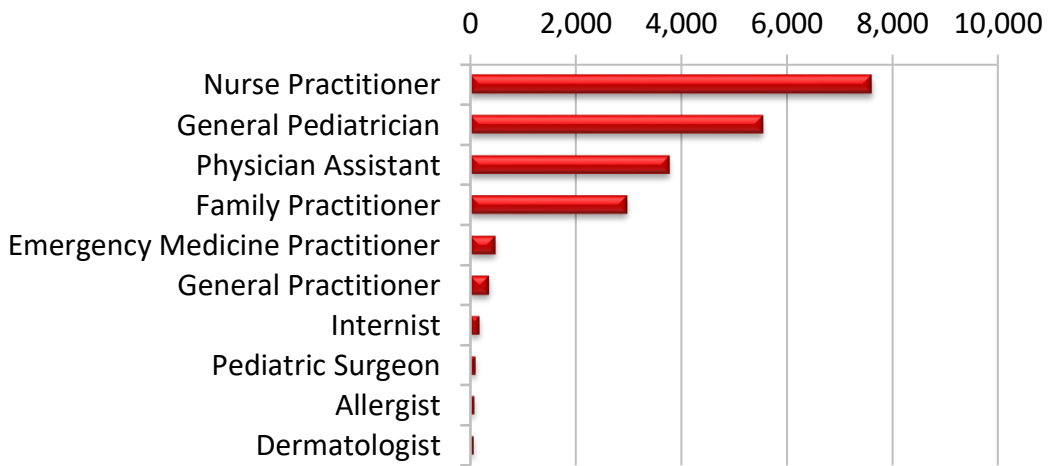 0 2,000 4,000 6,000 8,000 10,000
Nurse Practitioner
General Pediatrician
Physician Assistant
Family Practitioner
Emergency Medicine Practitioner
General Practitioner
Internist
Pediatric Surgeon
Allergist
Dermatologist